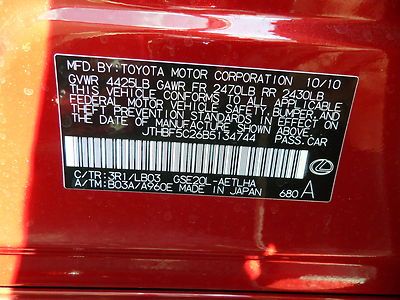 MFD. BY: TOYOTA MOTOR CORPORATION 10/10
GVWR 4425LB GAWR FR 2470LB RR 2430LB
THIS VEHICLE CONFORMS TO ALL APPLICABLE
FEDERAL MOTOR VEHICLE SAFETY, BUMPER, AND
THEFT PREVENTION STANDARDS IN EFFECT ON
THE DATE OF MANUFACTURE SHOWN ABOVE.
JTHBF5C26B5134744 PASS.CAR
C/TR: 3R1/LB03 GSE20L-AETLHA
A/TM: B03A/A960E MADE IN JAPAN 680 A